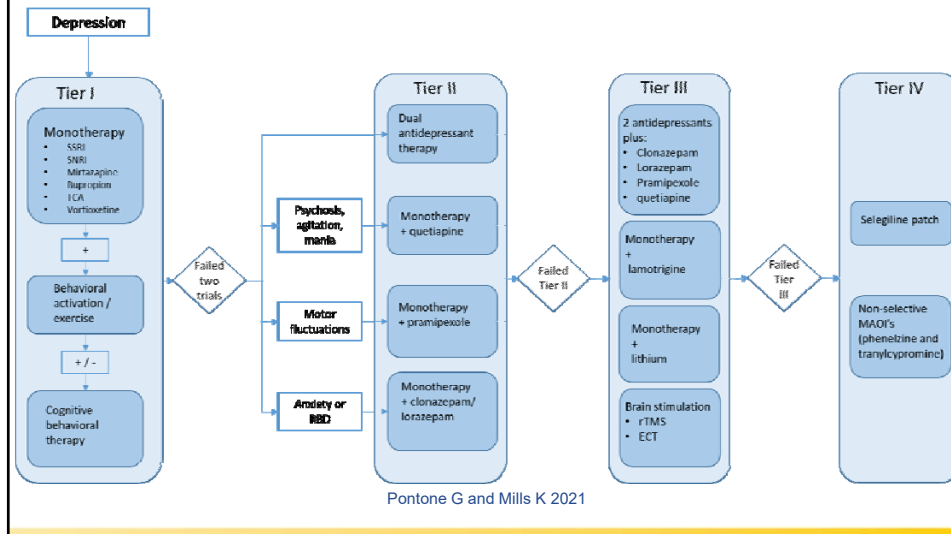 Depression
Tier I
Monotherapy
• SSRI
• SNRI
• Mirtazapine
• Bupropion
• TCA
• Vortioxetine
+
Behavioral
activation /
exercise
+ / -
Cognitive
behavioral
therapy
Failed
two
trials
Psychosis,
agitation,
mania
Motor
fluctuations
Anxiety or
RBD
Tier II
Dual
antidepressant
therapy
Monotherapy
+ quetiapine
Monotherapy
+ pramipexole
Monotherapy
+ clonazepam/
lorazepam
Failed
Tier II
Tier III
2 antidepressants
plus:
• Clonazepam
• Lorazepam
• Pramipexole
• quetiapine
Monotherapy
+
lamotrigine
Monotherapy
+
lithium
Brain stimulation
• rTMS
• ECT
Failed
Tier
III
Tier IV
Selegiline patch
Non-selective
MAOI's
(phenelzine and
tranylcypromine)
Pontone G and Mills K 2021